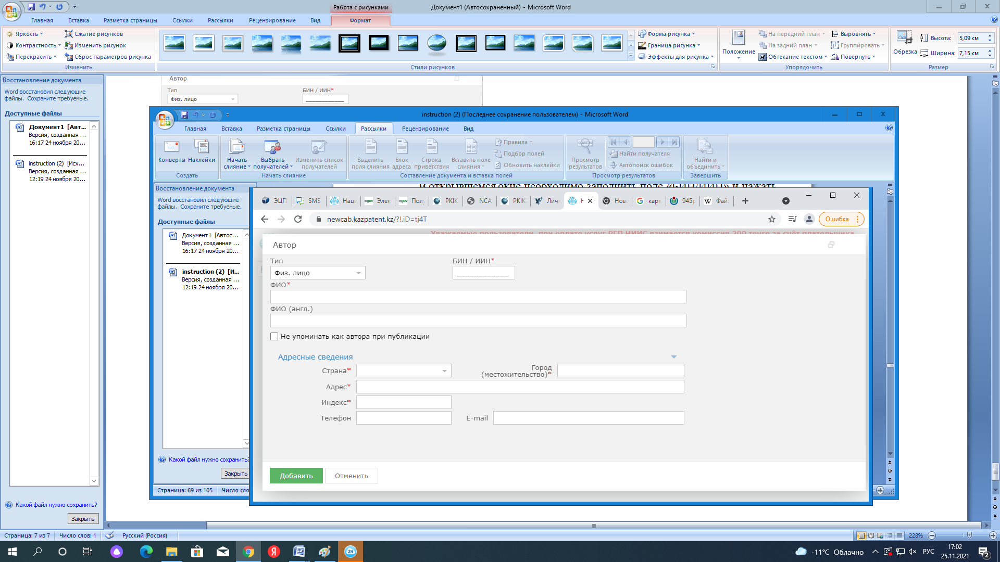 Работа с рисунками
Документ1 (Автосохраненный) - Microsoft Word
Главная Вставка Разметка страницы Ссылки Рассылки Рецензирование Вид Формат
Яркость
Контрастность
Перекрасить
Сжатие рисунков
Изменить рисунок
Сброс параметров рисунка
Изменить
Стили рисунков
Форма рисунка
Граница рисунка
Эффекты для рисунка
Положение
На передний план
На задний план
Обтекание текстом
Выровнять
Группировать
Повернуть
Упорядочить
Обрезка
Высота: 5,09 см
Ширина: 7,15 см
Размер
Восстановление документа
Word восстановил следующие
файлы. Сохраните требуемые.
Доступные файлы
Документ1 [Авт...
Версия, созданная ...
16:17 24 ноября 20...
instruction (2) [Исх...
Версия, созданная ...
12:19 24 ноября 20...
Какой файл нужно сохранить?
Закрыть
Автор
Тип
БИН / ИИН*
Физ. лицо
instruction (2) (Последнее сохранение пользователем) - Microsoft Word
Главная Вставка Разметка страницы Ссылки Рассылки Рецензирование Вид
Конверты Наклейки
Создать
Начать
слияние
Выбрать
получателей
Изменить список
получателей
Начать слияние
Выделить
поля слияния
Блок
адреса
Строка
приветствия
Вставить поле
слияния
Правила
Подбор полей
Обновить наклейки
Составление документа и вставка полей
Просмотр
результатов
Найти получателя
Автопоиск ошибок
Просмотр результатов
Найти и
объединить
Завершить
Восстановление документа
Word восстановил следующие
файлы. Сохраните требуемые.
Доступные файлы
Документ1 [Автос...
Версия, созданная ...
16:17 24 ноября 20...
instruction (2) [И...
Версия, созданная ...
12:19 24 ноября 20...
Какой файл нужно сохранить?
Закрыть
Страница: 69 из 105 Число сло
В открывшемся окне необходимо заполнить поле «БИН/ИИН» и нажать
ЭЦП SMS Наци egov Элек egov Полу PKIK NCA PKIK Личн Н Нова карт 945р Файл
newcab.kazpatent.kz/?!.iD=tj4T
Ошибка
Уважаемые пользователи, при оплате услуг РГП НИИС взимается комиссия 200 тенге за счёт плательщика
Автор
Тип
БИН / ИИН*
Физ. лицо
____________
ФИО*
ФИО (англ.)
Не упоминать как автора при публикации
Адресные сведения
Страна*
Город
(местожительство)*
Адрес*
Индекс*
Телефон
E-mail
Добавить Отменить
Страница: 7 из 7 Число слов: 1 Русский (Россия)
228%
24
-11°C Облачно
РУС
17:02
25.11.2021
2